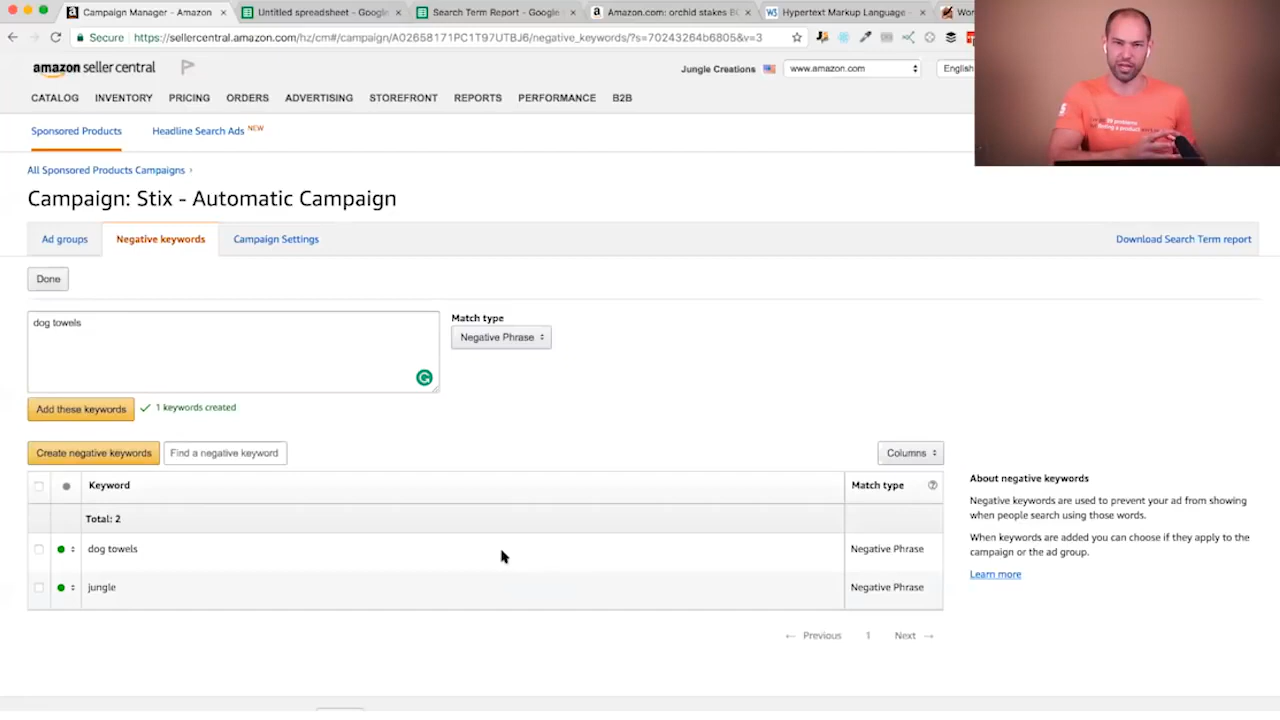 Campaign Manager - Amazon
Untitled spreadsheet - Google
Search Term Report - Google
Amazon.com: orchid stakes
Hypertext Markup Language -
Secure https://sellercentral.amazon.com/hz/cm#/campaign/A02658171PC1T97UTBJ6/negative_keywords/?s=70243264b6805&v=3
amazon seller central
Jungle Creations
www.amazon.com
English
CATALOG INVENTORY PRICING ORDERS ADVERTISING STOREFRONT REPORTS PERFORMANCE B2B
Sponsored Products Headline Search Ads NEW
All Sponsored Products Campaigns ›
Campaign: Stix - Automatic Campaign
Ad groups Negative keywords Campaign Settings Download Search Term report
Done
dog towels
Match type
Negative Phrase
Add these keywords 1 keywords created
Create negative keywords Find a negative keyword Columns
Keyword Match type ?
Total: 2
dog towels Negative Phrase
jungle Negative Phrase
← Previous 1 Next →
About negative keywords
Negative keywords are used to prevent your ad from showing
when people search using those words.
When keywords are added you can choose if they apply to the
campaign or the ad group.
Learn more